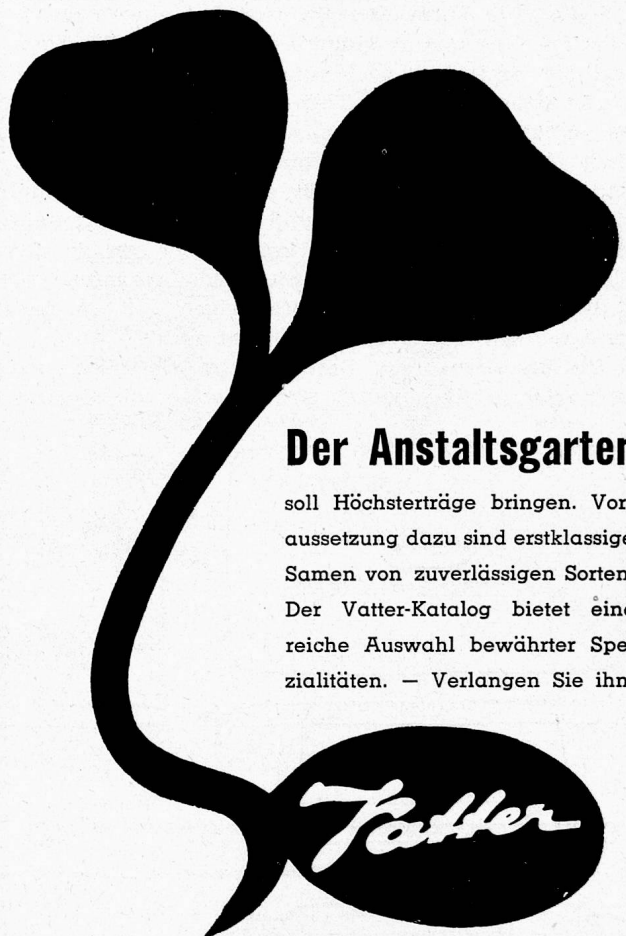 Der Anstaltsgarten
soll Höchsterträge bringen. Vor
aussetzung dazu sind erstklassige
Samen von zuverlässigen Sorten
Der Vatter-Katalog bietet eine
reiche Auswahl bewährter Spe
zialitäten. — Verlangen Sie ihn
Vatter